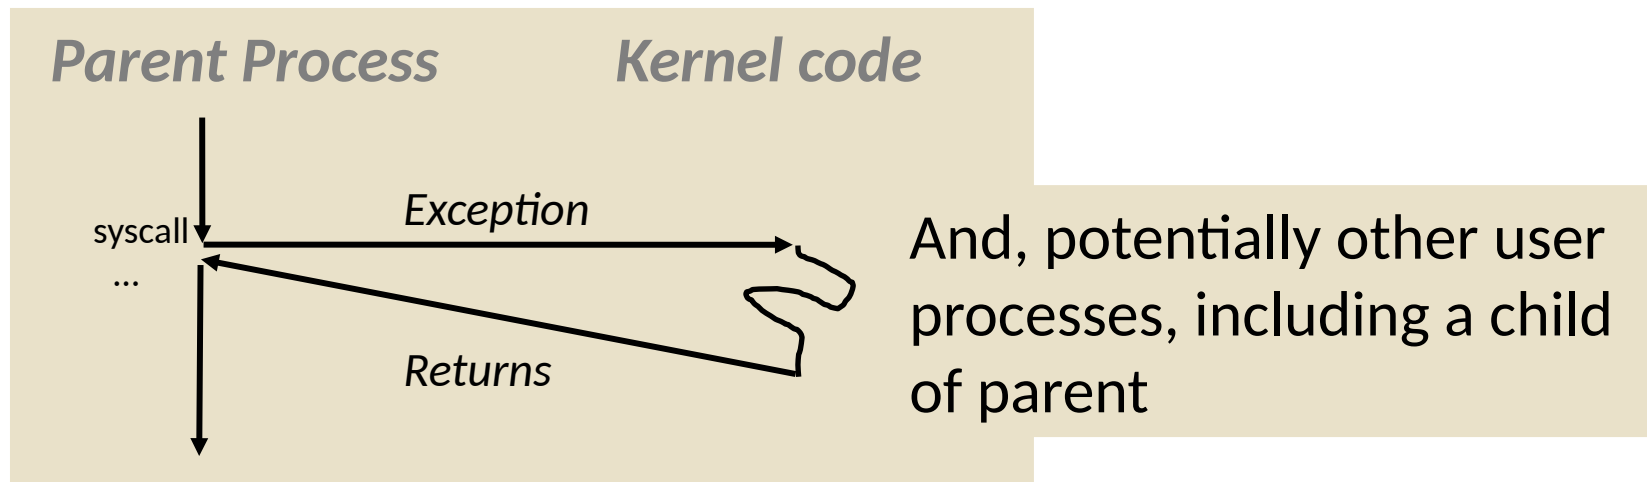 Parent Process
Kernel code
Exception
syscall
...
Returns
And, potentially other user
processes, including a child
of parent